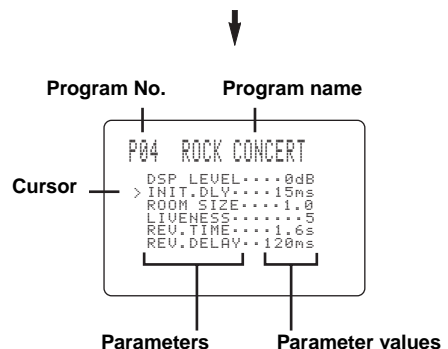 Program No. Program name
P04 ROCK CONCERT
DSP LEVEL····0dB
Cursor
>INIT.DLY····15ms
ROOM SIZE····1.0
LIVENESS·······5
REV.TIME····1.6s
REV.DELAY··120ms
Parameters Parameter values